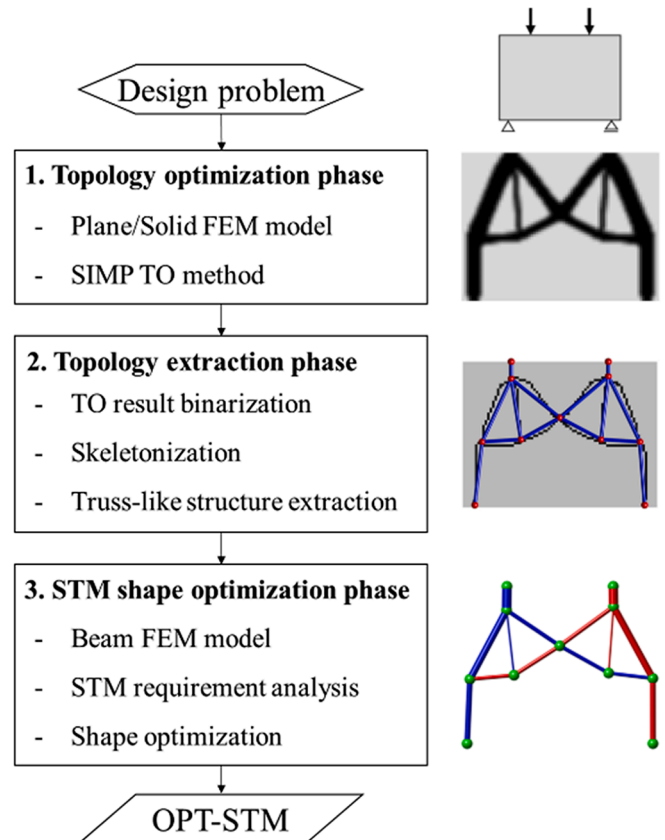 Design problem
1. Topology optimization phase
- Plane/Solid FEM model
- SIMP TO method
2. Topology extraction phase
- TO result binarization
- Skeletonization
- Truss-like structure extraction
3. STM shape optimization phase
- Beam FEM model
- STM requirement analysis
- Shape optimization
OPT-STM